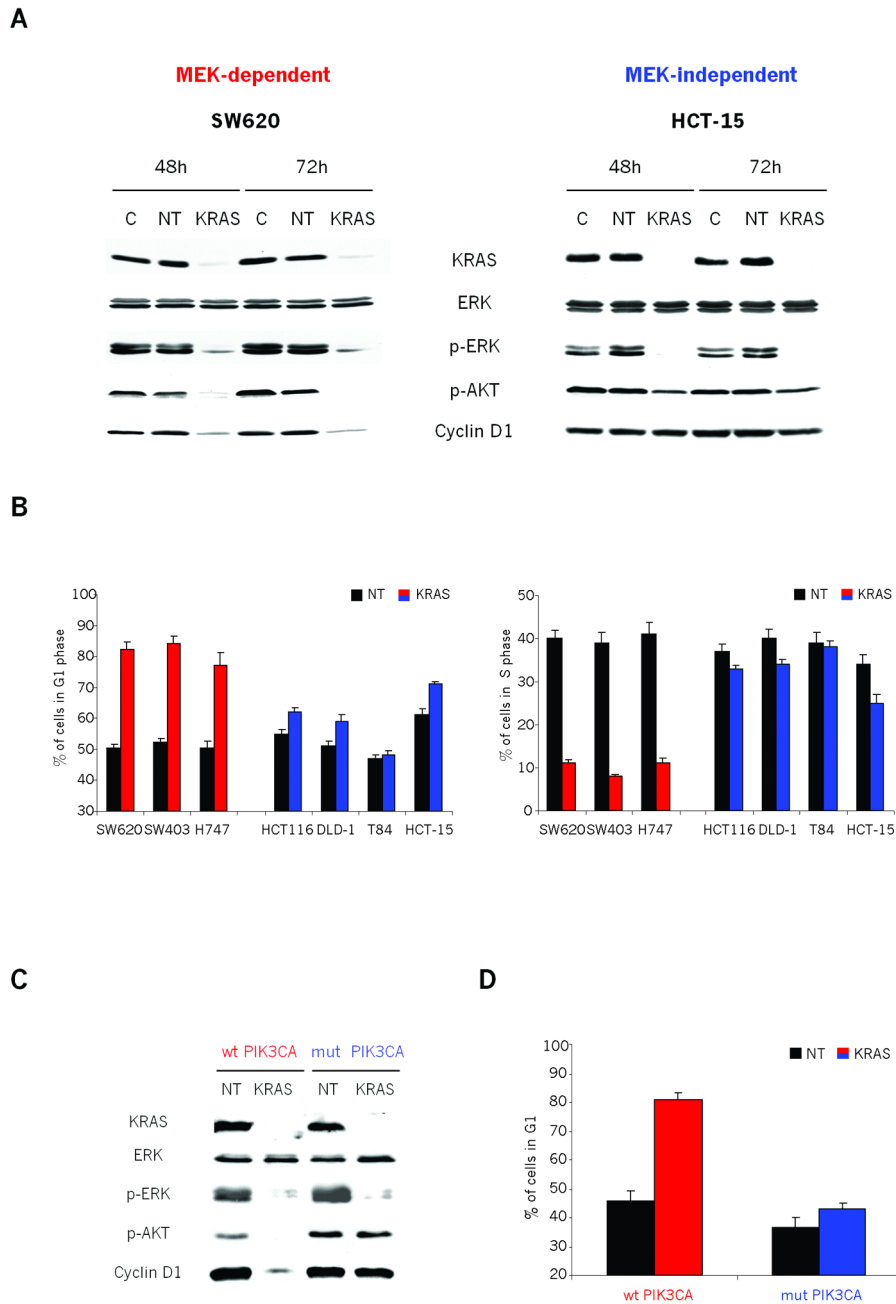 A
MEK-dependent MEK-independent
SW620 HCT-15
48h 72h 48h 72h
C NT KRAS C NT KRAS C NT KRAS C NT KRAS
KRAS
ERK
p-ERK
p-AKT
Cyclin D1
B
NT KRAS
100
90
80
70
60
50
40
30
% of cells in G1 phase
SW620 SW403 H747 HCT116 DLD-1 T84 HCT-15
NT KRAS
50
40
30
20
10
0
% of cells in S phase
SW620 SW403 H747 HCT116 DLD-1 T84 HCT-15
C
wt PIK3CA mut PIK3CA
NT KRAS NT KRAS
KRAS
ERK
p-ERK
p-AKT
Cyclin D1
D
NT KRAS
100
90
80
70
60
50
40
30
20
% of cells in G1
wt PIK3CA mut PIK3CA